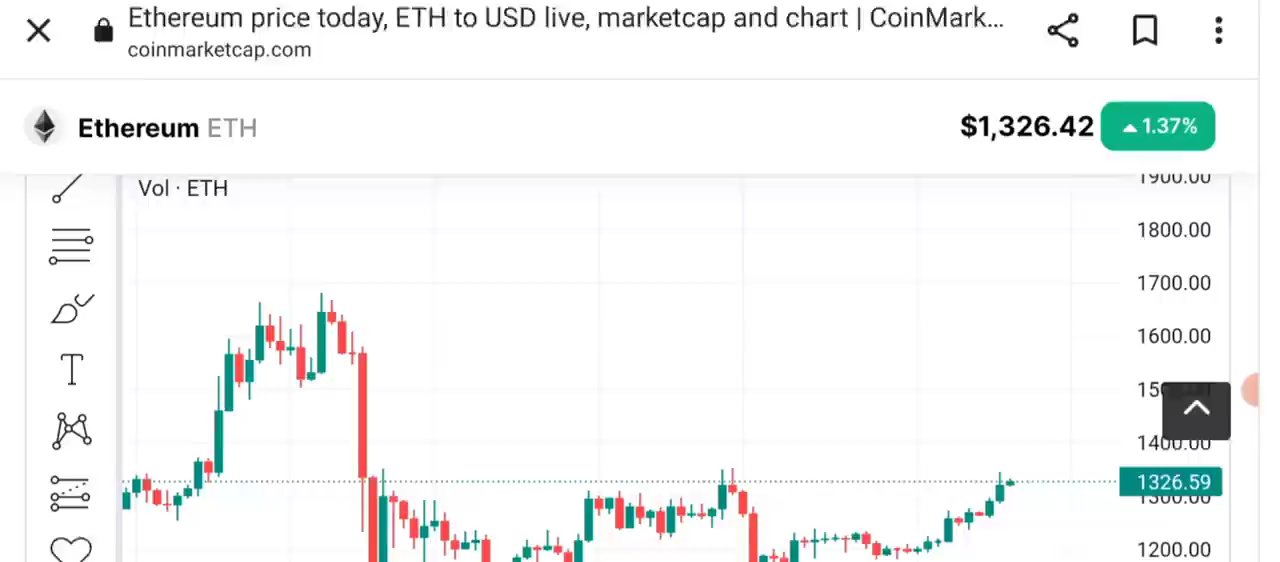 Ethereum price today, ETH to USD live, marketcap and chart | CoinMark...
coinmarketcap.com
Ethereum ETH
$1,326.42
1.37%
Vol · ETH
1900.00
1800.00
1700.00
1600.00
1400.00
1326.59
1300.00
1200.00